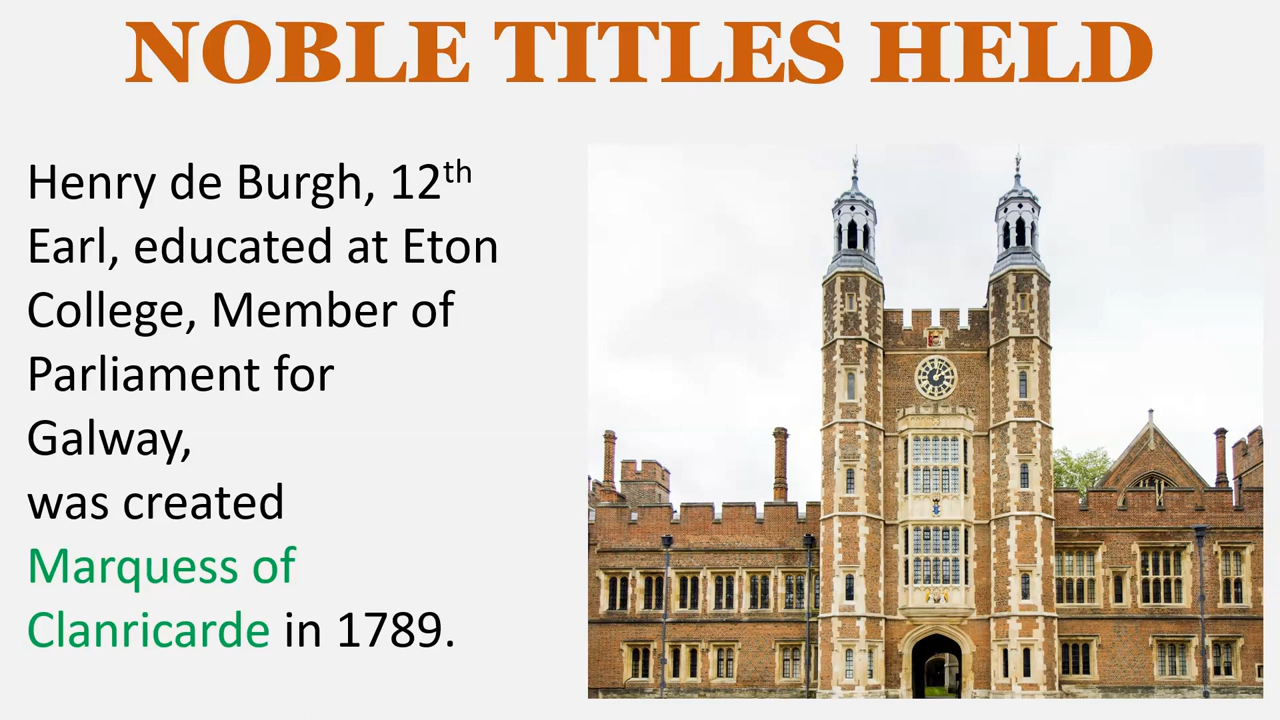 NOBLE TITLES HELD
Henry de Burgh, 12th
Earl, educated at Eton
College, Member of
Parliament for
Galway,
was created
Marquess of
Clanricarde in 1789.